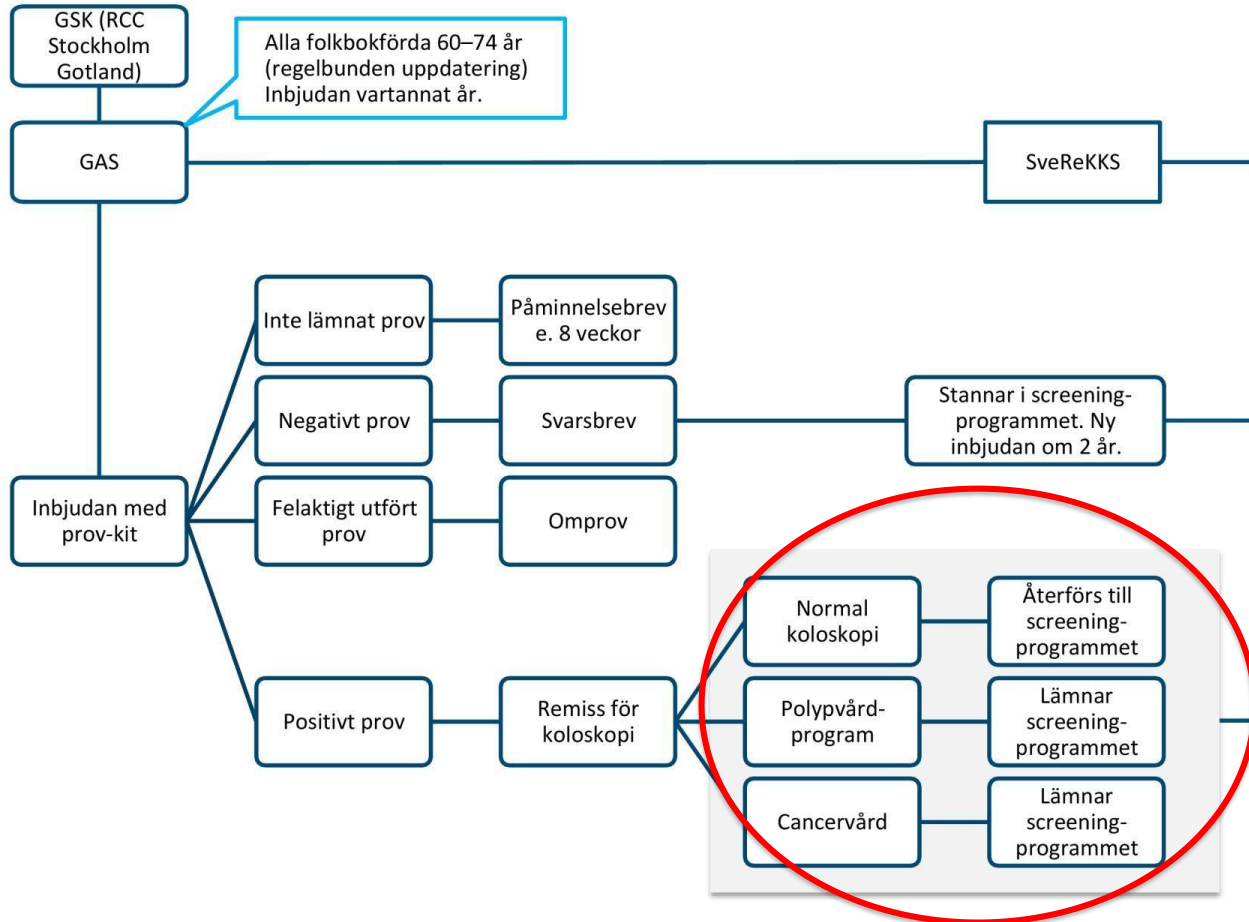 GSK (RCC
Stockholm
Gotland)
Alla folkbokförda 60–74 år
(regelbunden uppdatering)
Inbjudan vartannat år.
GAS
SveReKKS
Inte lämnat prov
Påminnelsebrev
e. 8 veckor
Negativt prov
Svarsbrev
Stannar i screening-
programmet. Ny
inbjudan om 2 år.
Inbjudan med
prov-kit
Felaktigt utfört
prov
Omprov
Normal
koloskopi
Återförs till
screening-
programmet
Positivt prov
Remiss för
koloskopi
Polypvård-
program
Lämnar
screening-
programmet
Cancervård
Lämnar
screening-
programmet